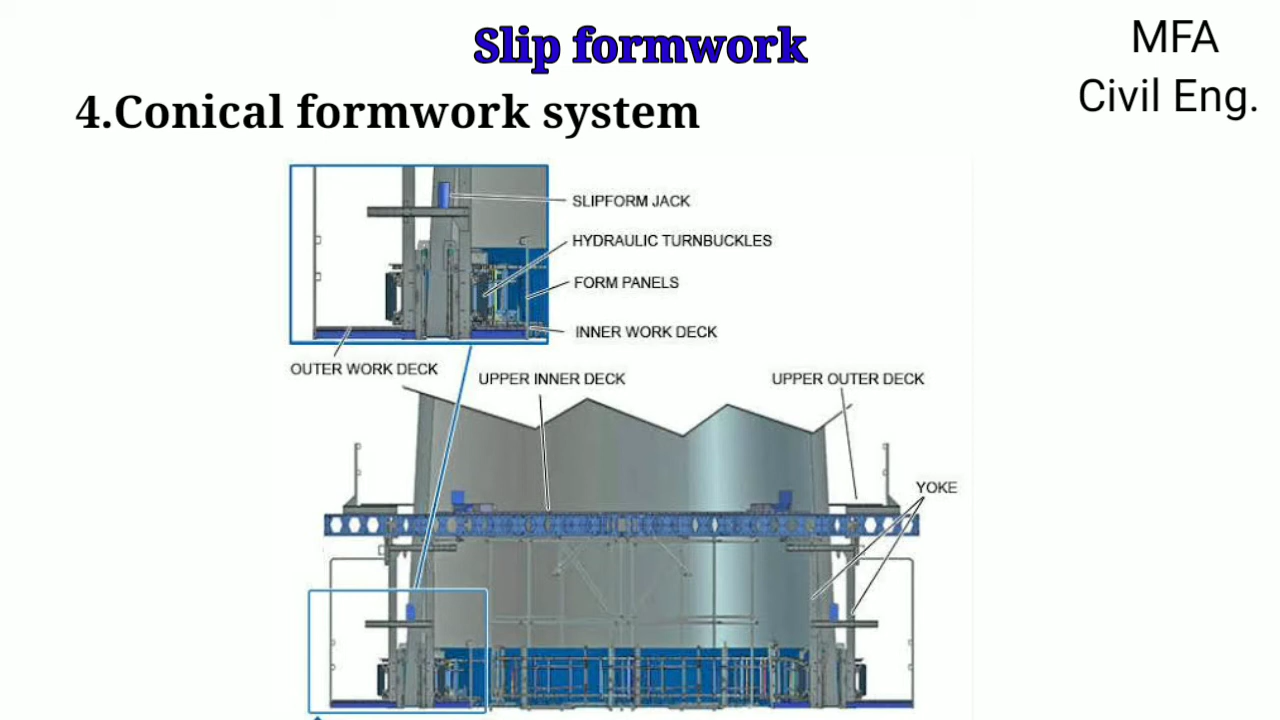 Slip formwork
MFA
Civil Eng.
4.Conical formwork system
SLIPFORM JACK
HYDRAULIC TURNBUCKLES
FORM PANELS
INNER WORK DECK
OUTER WORK DECK
UPPER INNER DECK
UPPER OUTER DECK
YOKE